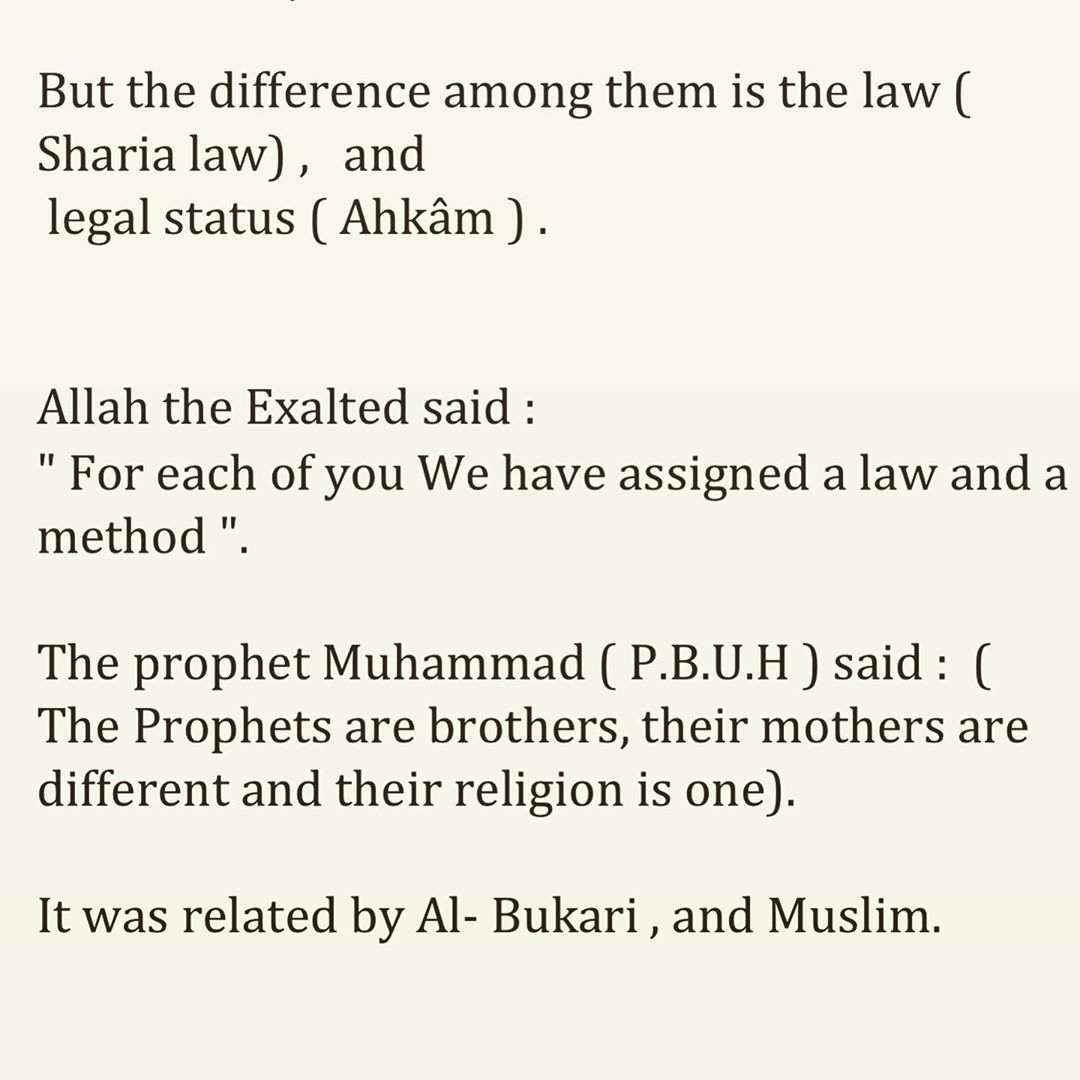 But the difference among them is the law (
Sharia law) ,   and
legal status ( Ahkâm ) .
Allah the Exalted said :
" For each of you We have assigned a law and a
method ".
The prophet Muhammad ( P.B.U.H ) said :  (
The Prophets are brothers, their mothers are
different and their religion is one).
It was related by Al- Bukari , and Muslim.